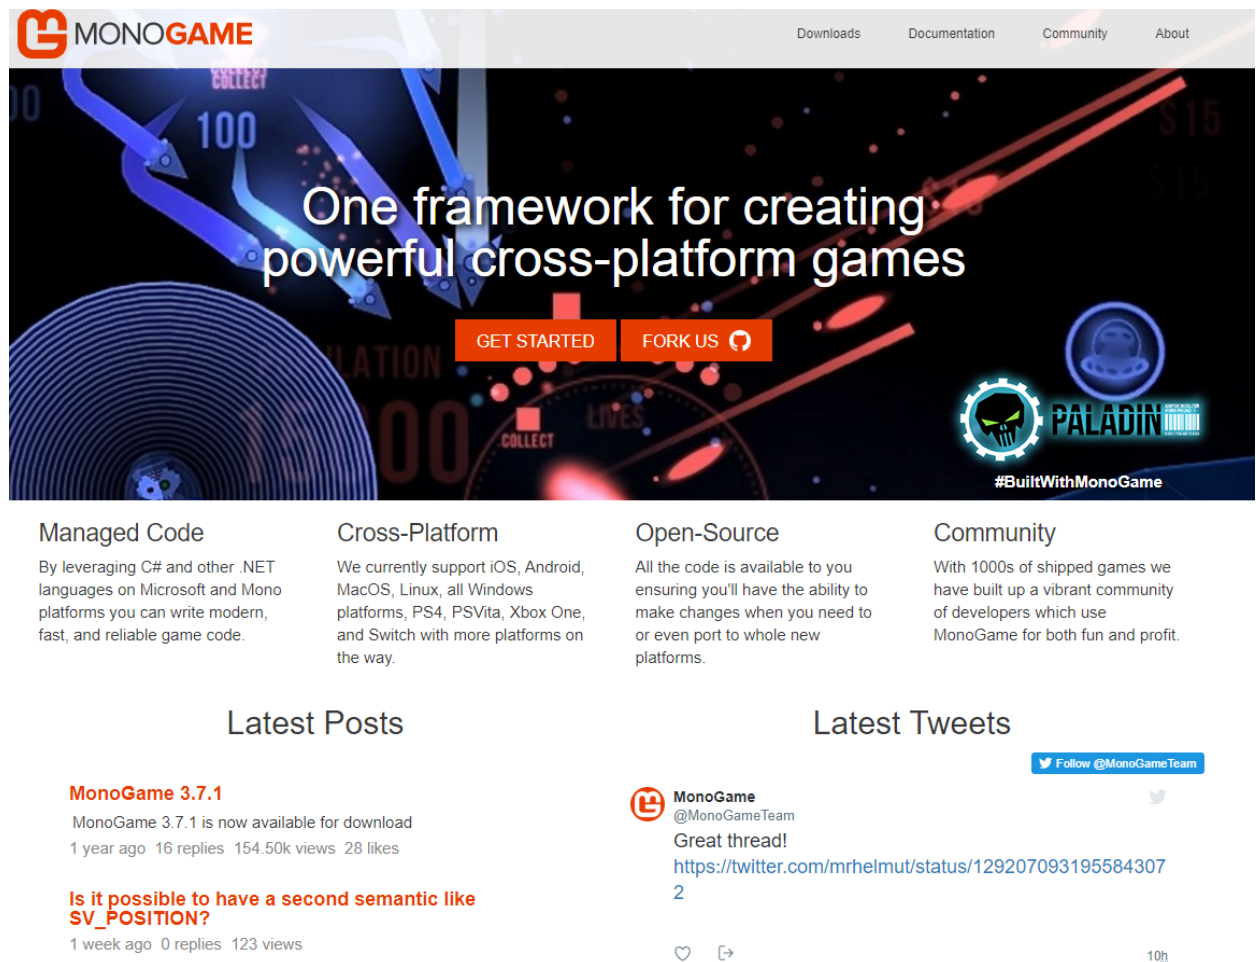 MONOGAME
Downloads
Documentation
Community
About
COLLECT
COLLECT
100
00
$15
$15
One framework for creating
powerful cross-platform games
GET STARTED
FORK US
LATION
LIVES
COLLECT
PALADIN
#BuiltWithMonoGame
Managed Code
By leveraging C# and other .NET
languages on Microsoft and Mono
platforms you can write modern,
fast, and reliable game code.
Cross-Platform
We currently support iOS, Android,
MacOS, Linux, all Windows
platforms, PS4, PSVita, Xbox One,
and Switch with more platforms on
the way.
Open-Source
All the code is available to you
ensuring you'll have the ability to
make changes when you need to
or even port to whole new
platforms.
Community
With 1000s of shipped games we
have built up a vibrant community
of developers which use
MonoGame for both fun and profit.
Latest Posts
MonoGame 3.7.1
MonoGame 3.7.1 is now available for download
1 year ago 16 replies 154.50k views 28 likes
Is it possible to have a second semantic like
SV_POSITION?
1 week ago 0 replies 123 views
Latest Tweets
Follow @MonoGameTeam
MonoGame
@MonoGameTeam
Great thread!
https://twitter.com/mrhelmut/status/129207093195584307
2
10h